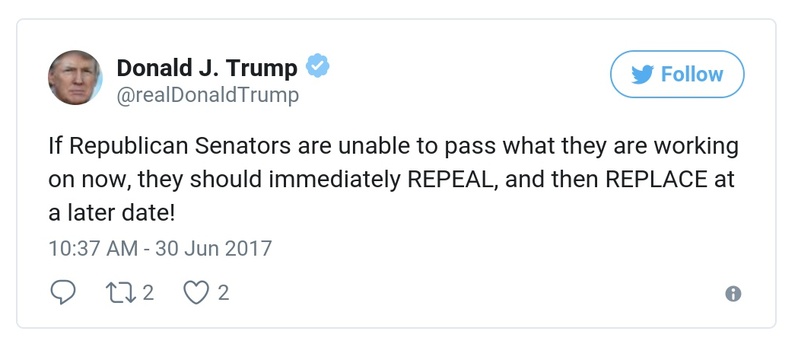 Donald J. Trump
@realDonaldTrump
Follow
If Republican Senators are unable to pass what they are working
on now, they should immediately REPEAL, and then REPLACE at
a later date!
10:37 AM - 30 Jun 2017
2
2